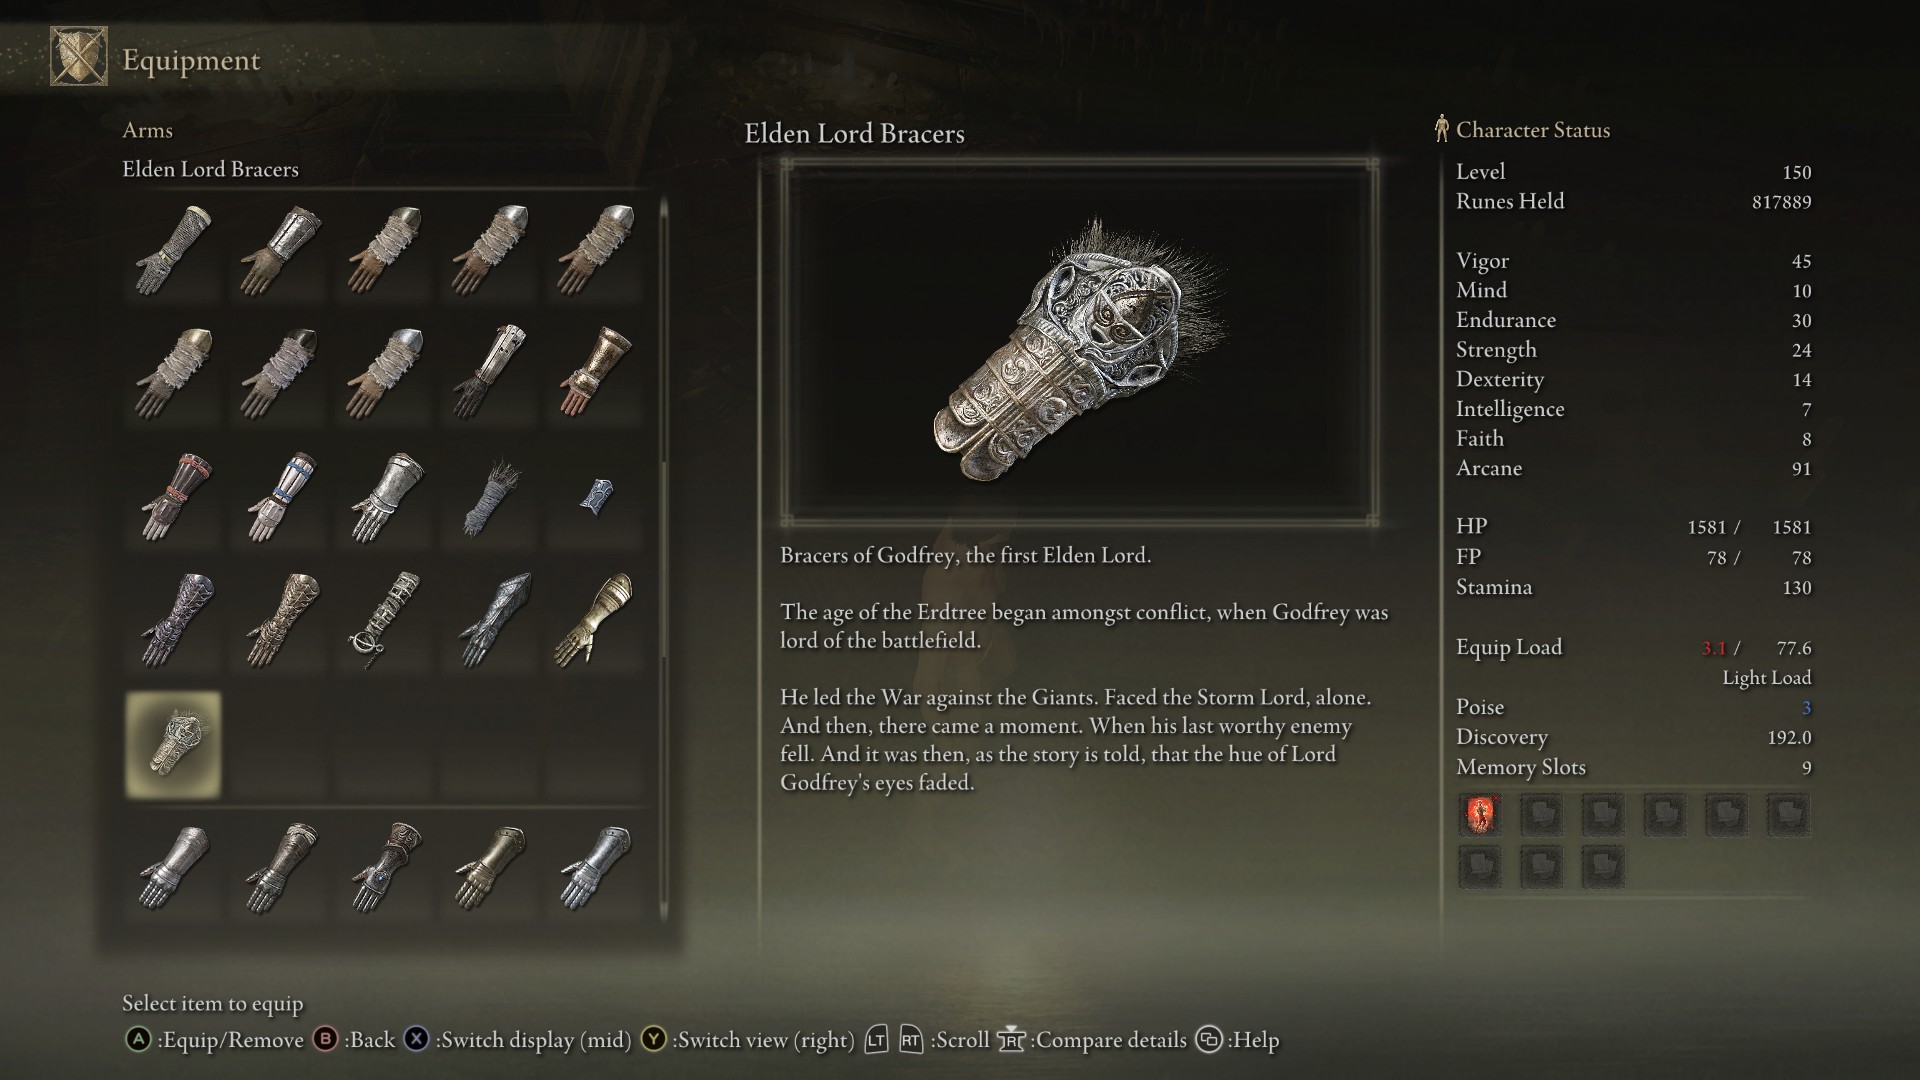 Equipment
Arms
Elden Lord Bracers
Elden Lord Bracers
Bracers of Godfrey, the first Elden Lord.
The age of the Erdtree began amongst conflict, when Godfrey was
lord of the battlefield.
He led the War against the Giants. Faced the Storm Lord, alone.
And then, there came a moment. When his last worthy enemy
fell. And it was then, as the story is told, that the hue of Lord
Godfrey's eyes faded.
Character Status
Level 150
Runes Held 817889
Vigor 45
Mind 10
Endurance 30
Strength 24
Dexterity 14
Intelligence 7
Faith 8
Arcane 91
HP 1581 / 1581
FP 78 / 78
Stamina 130
Equip Load 3.1 / 77.6
Light Load
Poise 3
Discovery 192.0
Memory Slots 9
Select item to equip
A :Equip/Remove B :Back X :Switch display (mid) Y :Switch view (right) LT RT :Scroll R :Compare details :Help